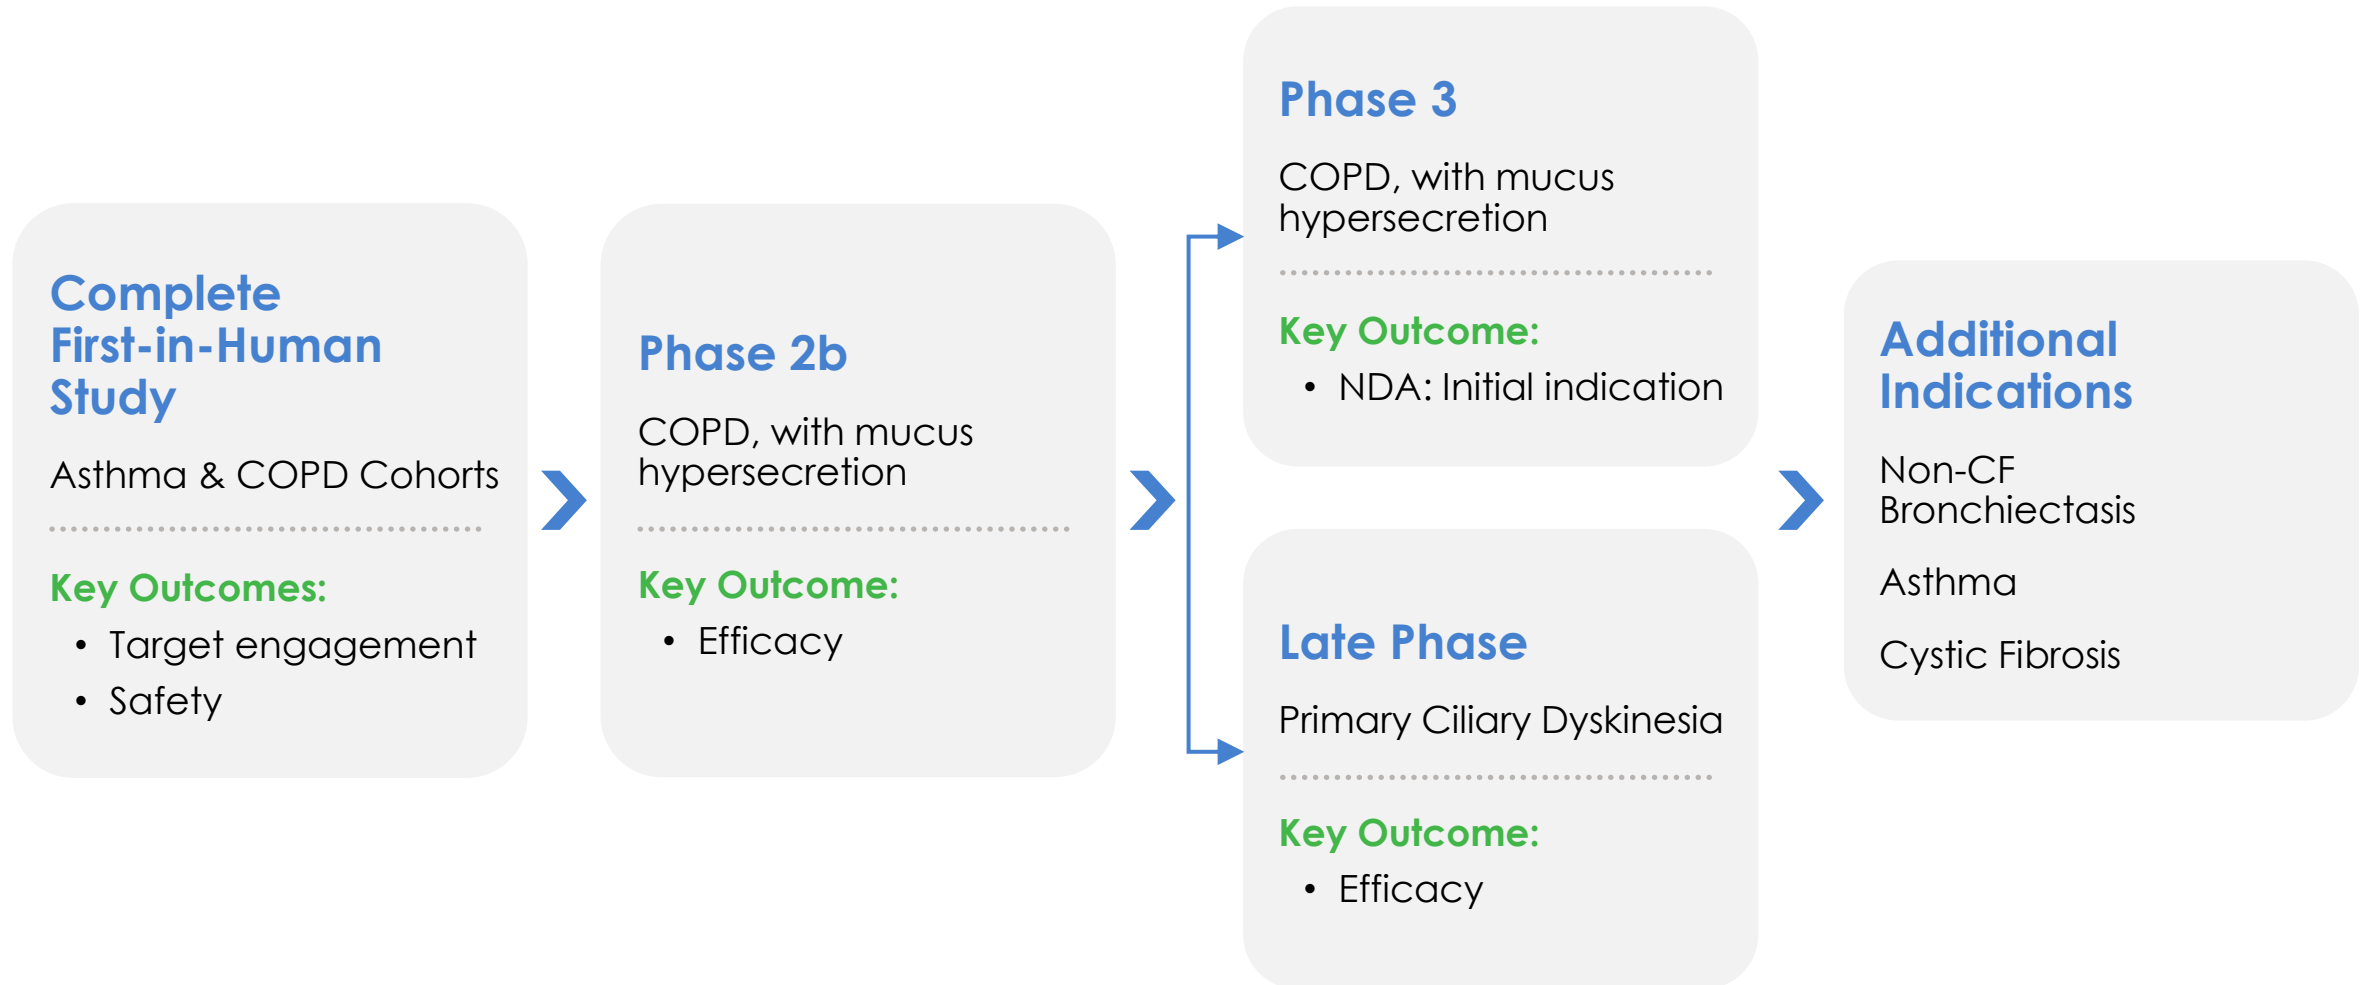 Complete
First-in-Human
Study
Asthma & COPD Cohorts
Key Outcomes:
• Target engagement
• Safety
Phase 2b
COPD, with mucus
hypersecretion
Key Outcome:
• Efficacy
Phase 3
COPD, with mucus
hypersecretion
Key Outcome:
• NDA: Initial indication
Late Phase
Primary Ciliary Dyskinesia
Key Outcome:
• Efficacy
Additional
Indications
Non-CF
Bronchiectasis
Asthma
Cystic Fibrosis